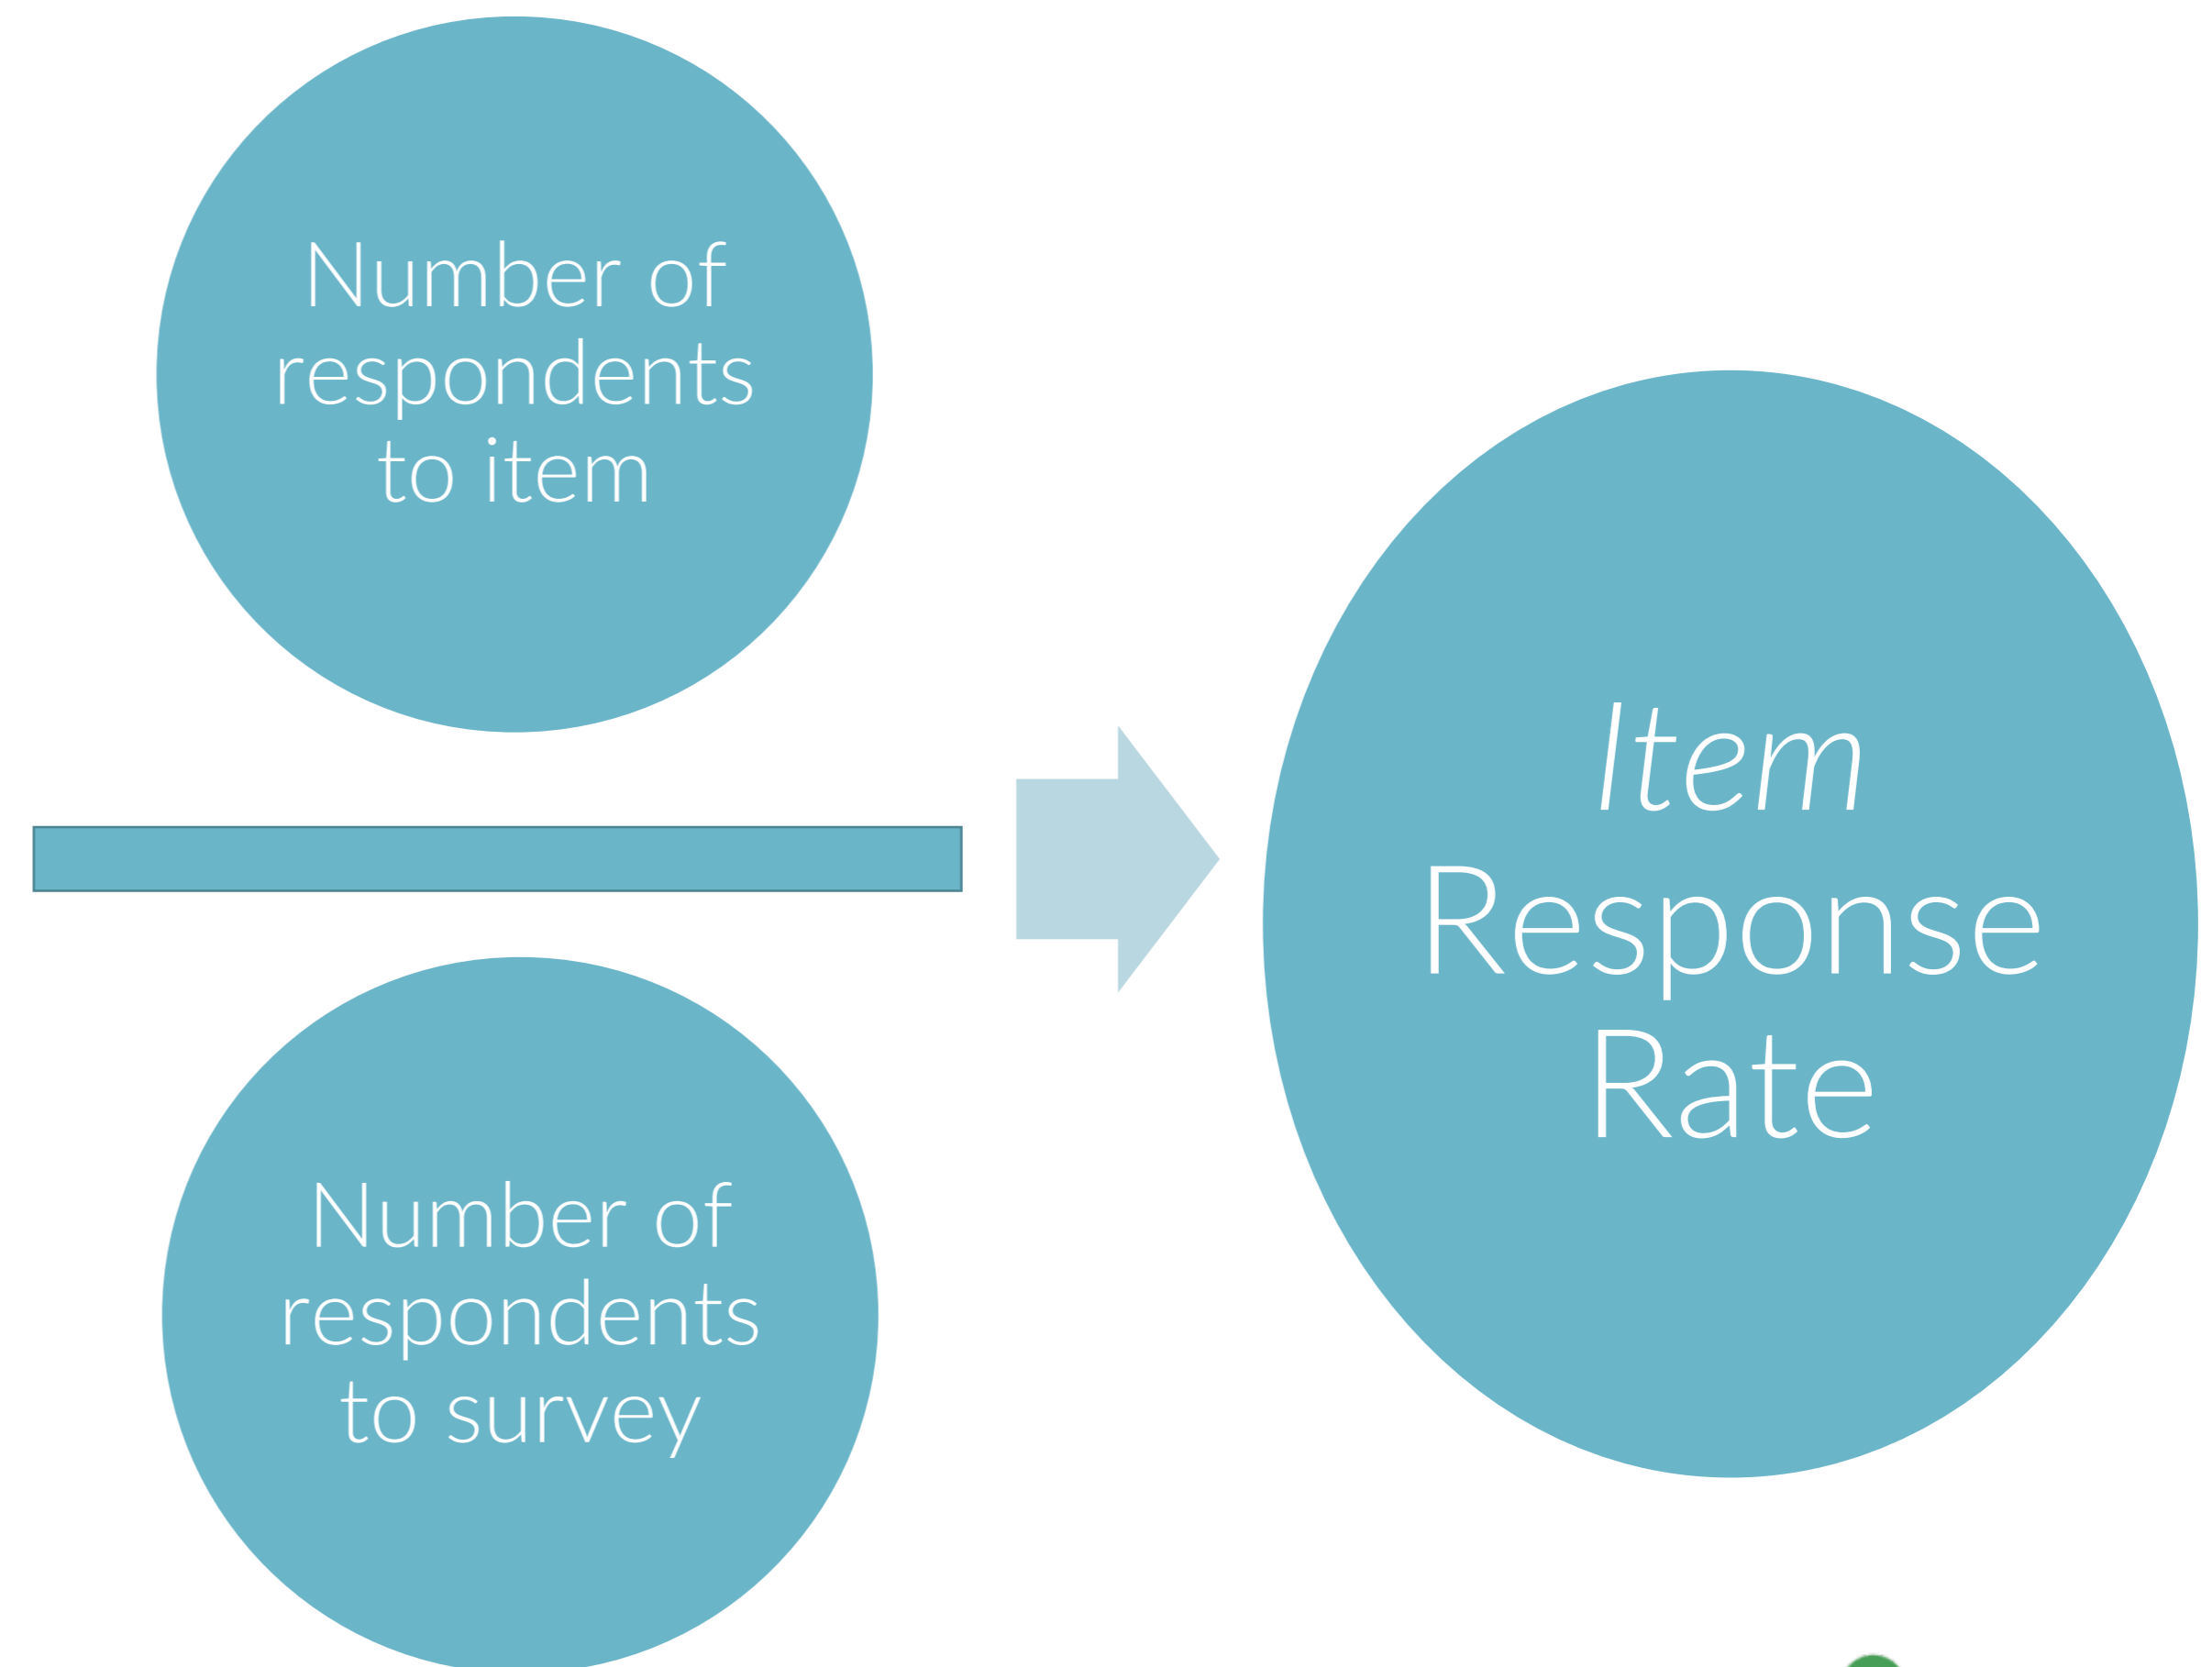 Number of
respondents
to item
Number of
respondents
to survey
Item
Response
Rate